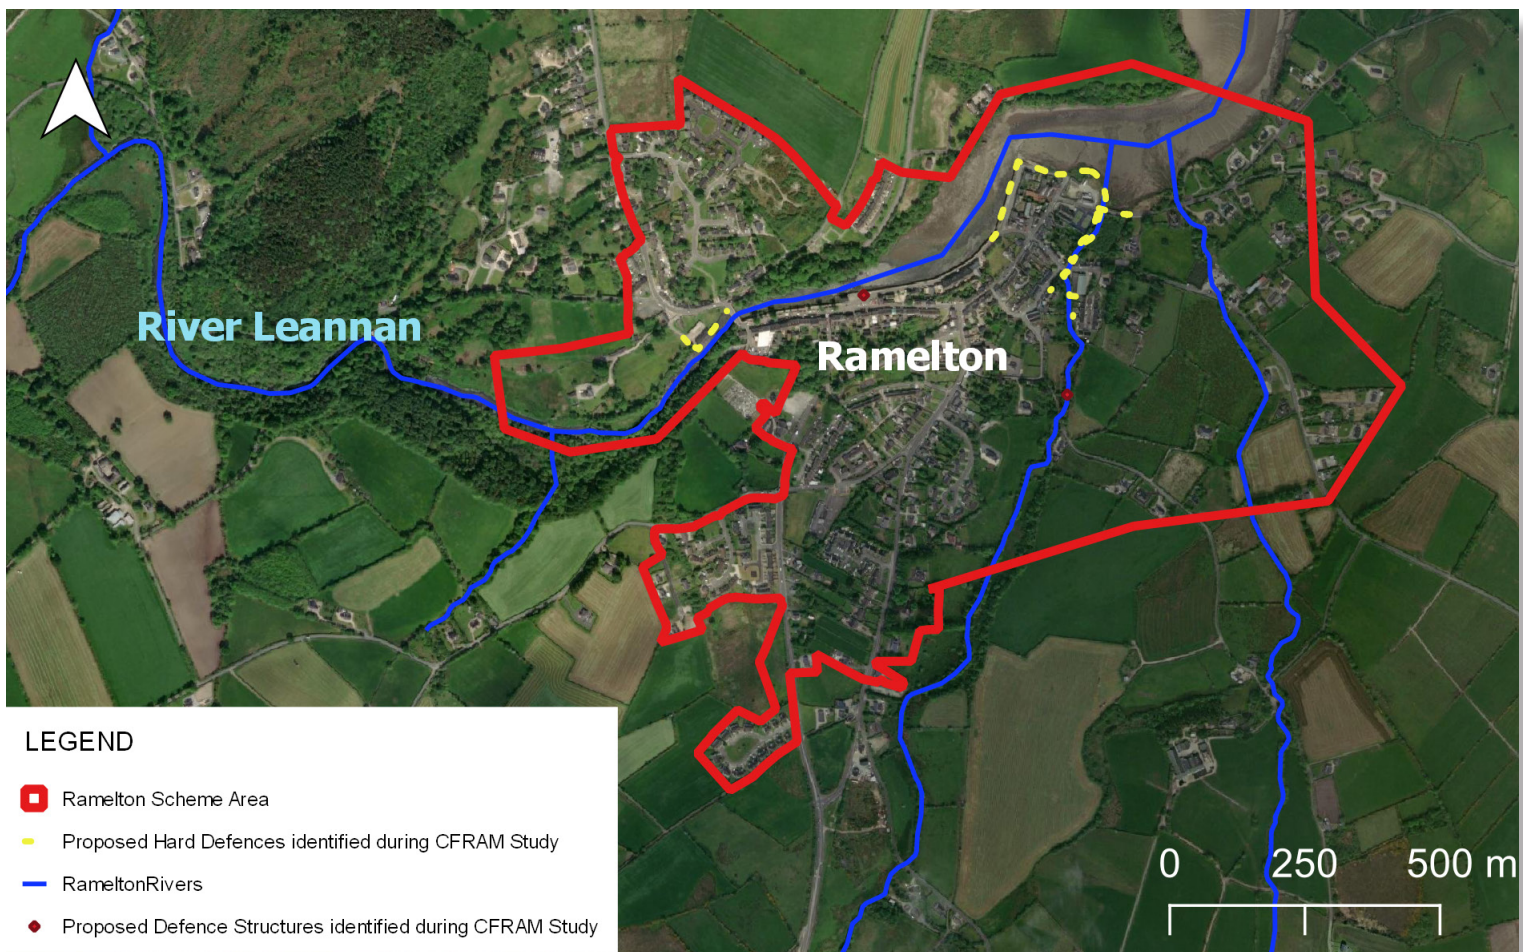 River Leannan
Ramelton
LEGEND
Ramelton Scheme Area
Proposed Hard Defences identified during CFRAM Study
RameltonRivers
Proposed Defence Structures identified during CFRAM Study
0 250 500 m